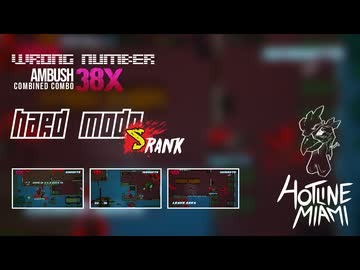 WRONG NUMBER
AMBUSH
COMBINED COMBO
38X
HARD MODE
S RANK
HOTLINE
MIAMI